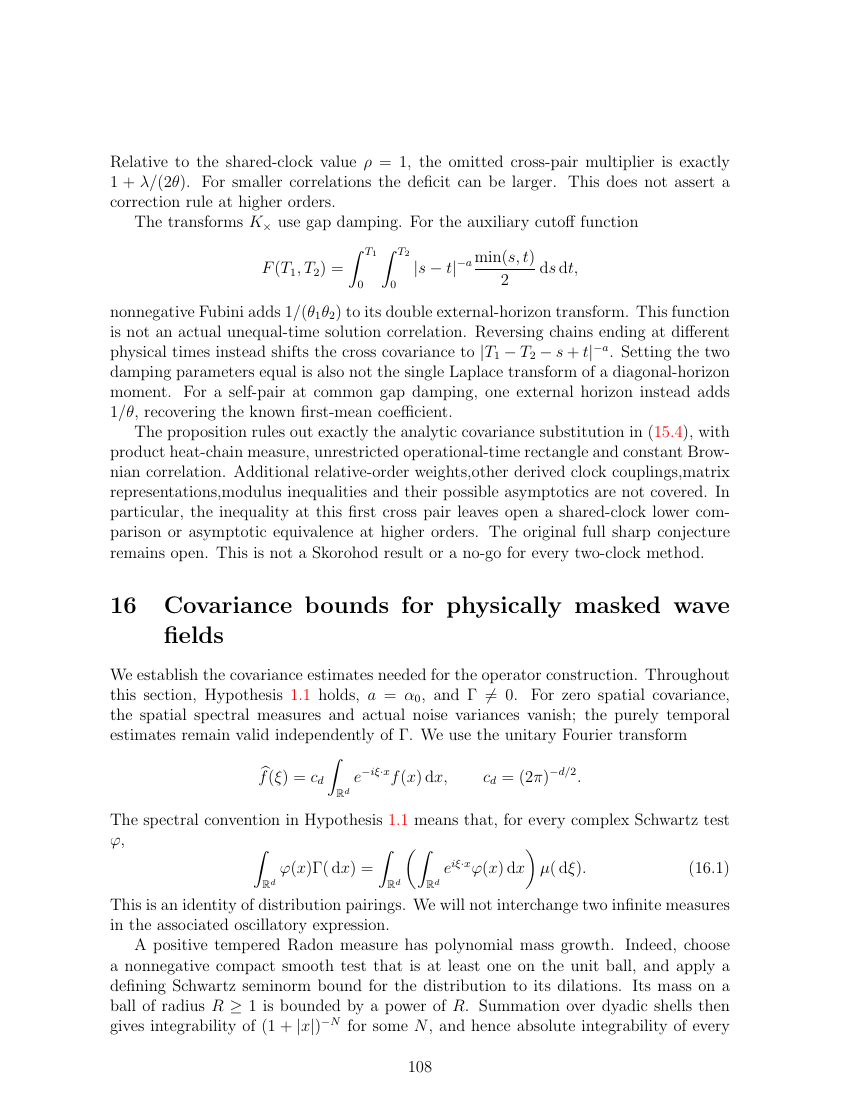 Relative to the shared-clock value ρ = 1, the omitted cross-pair multiplier is exactly
1 + λ/(2θ). For smaller correlations the deficit can be larger. This does not assert a
correction rule at higher orders.
The transforms K× use gap damping. For the auxiliary cutoff function
F(T₁, T₂) = ∫₀^{T₁} ∫₀^{T₂} |s − t|^{−a} min(s, t)/2 ds dt,
nonnegative Fubini adds 1/(θ₁θ₂) to its double external-horizon transform. This function
is not an actual unequal-time solution correlation. Reversing chains ending at different
physical times instead shifts the cross covariance to |T₁ − T₂ − s + t|^{−a}. Setting the two
damping parameters equal is also not the single Laplace transform of a diagonal-horizon
moment. For a self-pair at common gap damping, one external horizon instead adds
1/θ, recovering the known first-mean coefficient.
The proposition rules out exactly the analytic covariance substitution in (15.4), with
product heat-chain measure, unrestricted operational-time rectangle and constant Brow-
nian correlation. Additional relative-order weights,other derived clock couplings,matrix
representations,modulus inequalities and their possible asymptotics are not covered. In
particular, the inequality at this first cross pair leaves open a shared-clock lower com-
parison or asymptotic equivalence at higher orders. The original full sharp conjecture
remains open. This is not a Skorohod result or a no-go for every two-clock method.
16 Covariance bounds for physically masked wave
fields
We establish the covariance estimates needed for the operator construction. Throughout
this section, Hypothesis 1.1 holds, a = α₀, and Γ ≠ 0. For zero spatial covariance,
the spatial spectral measures and actual noise variances vanish; the purely temporal
estimates remain valid independently of Γ. We use the unitary Fourier transform
f̂(ξ) = c_d ∫_{ℝ^d} e^{−iξ·x} f(x) dx, c_d = (2π)^{−d/2}.
The spectral convention in Hypothesis 1.1 means that, for every complex Schwartz test
φ,
∫_{ℝ^d} φ(x)Γ( dx) = ∫_{ℝ^d} (∫_{ℝ^d} e^{iξ·x} φ(x) dx) μ( dξ). (16.1)
This is an identity of distribution pairings. We will not interchange two infinite measures
in the associated oscillatory expression.
A positive tempered Radon measure has polynomial mass growth. Indeed, choose
a nonnegative compact smooth test that is at least one on the unit ball, and apply a
defining Schwartz seminorm bound for the distribution to its dilations. Its mass on a
ball of radius R ≥ 1 is bounded by a power of R. Summation over dyadic shells then
gives integrability of (1 + |x|)^{−N} for some N, and hence absolute integrability of every
108